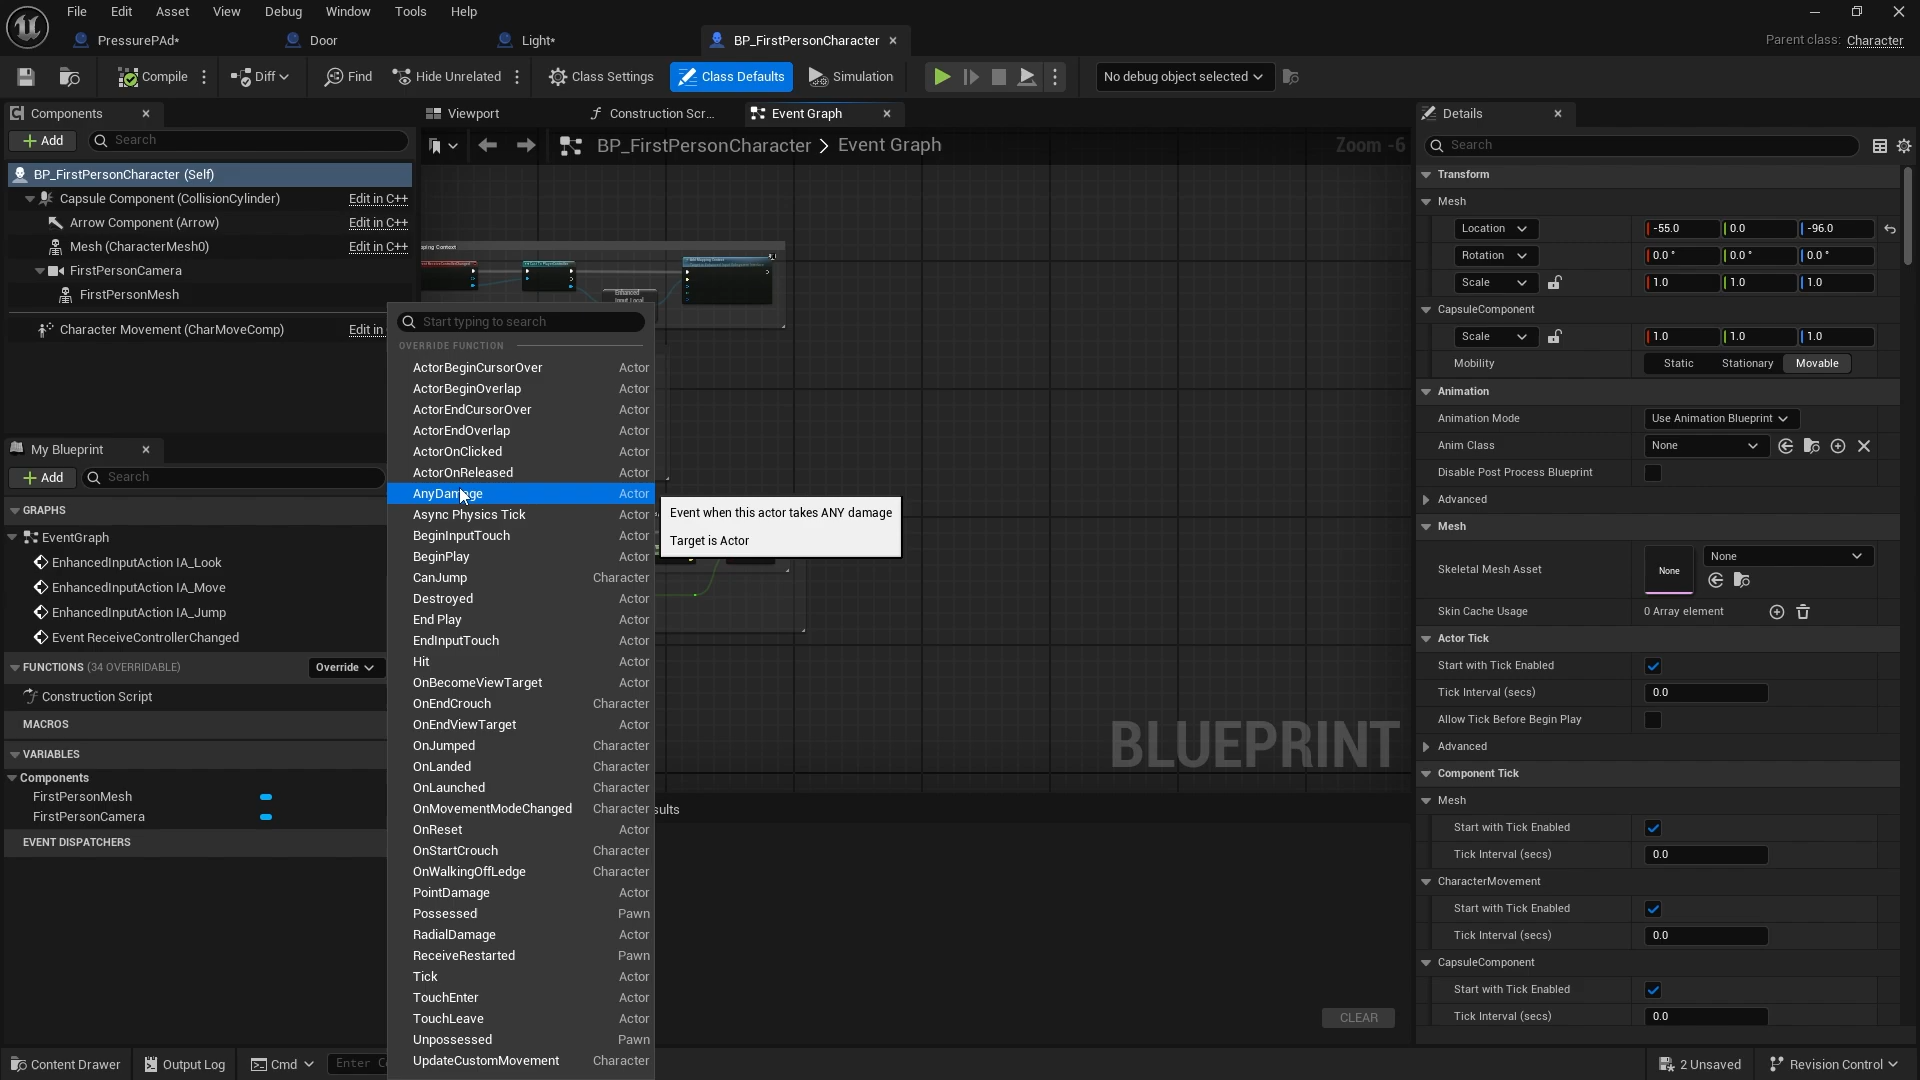 File Edit Asset View Debug Window Tools Help
PressurePAd* Door Light* BP_FirstPersonCharacter
Parent class: Character
Compile Diff Find Hide Unrelated Class Settings Class Defaults Simulation No debug object selected
Components
Add Search
BP_FirstPersonCharacter (Self)
Capsule Component (CollisionCylinder) Edit in C++
Arrow Component (Arrow) Edit in C++
Mesh (CharacterMesh0) Edit in C++
FirstPersonCamera
FirstPersonMesh
Character Movement (CharMoveComp) Edit in
My Blueprint
Add Search
GRAPHS
EventGraph
EnhancedInputAction IA_Look
EnhancedInputAction IA_Move
EnhancedInputAction IA_Jump
Event ReceiveControllerChanged
FUNCTIONS (34 OVERRIDABLE) Override
Construction Script
MACROS
VARIABLES
Components
FirstPersonMesh
FirstPersonCamera
EVENT DISPATCHERS
Viewport Construction Scr... Event Graph
BP_FirstPersonCharacter > Event Graph
Zoom -6
Enhanced
Input Local
Start typing to search
OVERRIDE FUNCTION
ActorBeginCursorOver Actor
ActorBeginOverlap Actor
ActorEndCursorOver Actor
ActorEndOverlap Actor
ActorOnClicked Actor
ActorOnReleased Actor
AnyDamage Actor
Async Physics Tick Actor
BeginInputTouch Actor
BeginPlay Actor
CanJump Character
Destroyed Actor
End Play Actor
EndInputTouch Actor
Hit Actor
OnBecomeViewTarget Actor
OnEndCrouch Character
OnEndViewTarget Actor
OnJumped Character
OnLanded Character
OnLaunched Character
OnMovementModeChanged Character
OnReset Actor
OnStartCrouch Character
OnWalkingOffLedge Character
PointDamage Actor
Possessed Pawn
RadialDamage Actor
ReceiveRestarted Pawn
Tick Actor
TouchEnter Actor
TouchLeave Actor
Unpossessed Pawn
UpdateCustomMovement Character
Event when this actor takes ANY damage
Target is Actor
BLUEPRINT
sults
CLEAR
Details
Search
Transform
Mesh
Location -55.0 0.0 -96.0
Rotation 0.0 ° 0.0 ° 0.0 °
Scale 1.0 1.0 1.0
CapsuleComponent
Scale 1.0 1.0 1.0
Mobility Static Stationary Movable
Animation
Animation Mode Use Animation Blueprint
Anim Class None
Disable Post Process Blueprint
Advanced
Mesh
Skeletal Mesh Asset None None
Skin Cache Usage 0 Array element
Actor Tick
Start with Tick Enabled
Tick Interval (secs) 0.0
Allow Tick Before Begin Play
Advanced
Component Tick
Mesh
Start with Tick Enabled
Tick Interval (secs) 0.0
CharacterMovement
Start with Tick Enabled
Tick Interval (secs) 0.0
CapsuleComponent
Start with Tick Enabled
Tick Interval (secs) 0.0
Content Drawer Output Log Cmd Enter Co 2 Unsaved Revision Control